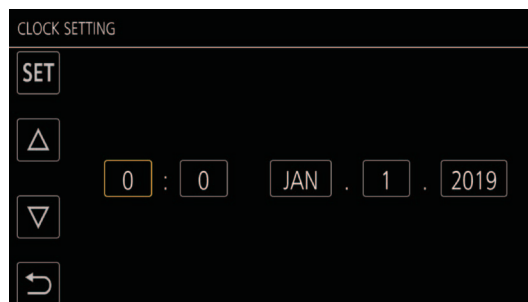 CLOCK SETTING
SET
0 : 0 JAN . 1 . 2019